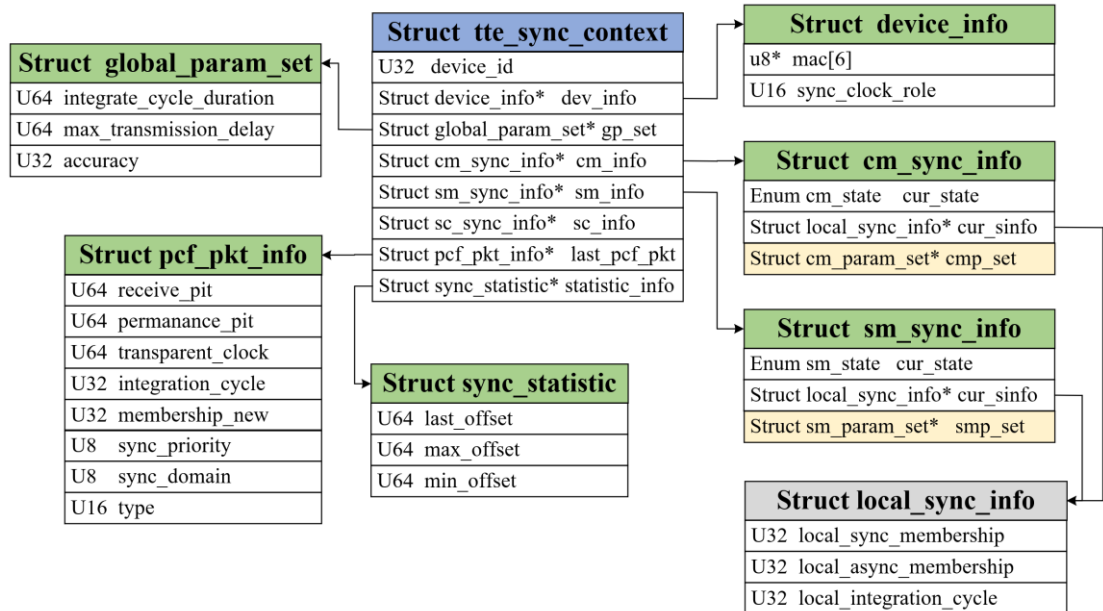 Struct global_param_set
U64 integrate_cycle_duration
U64 max_transmission_delay
U32 accuracy
Struct tte_sync_context
U32 device_id
Struct device_info* dev_info
Struct global_param_set* gp_set
Struct cm_sync_info* cm_info
Struct sm_sync_info* sm_info
Struct sc_sync_info* sc_info
Struct pcf_pkt_info* last_pcf_pkt
Struct sync_statistic* statistic_info
Struct device_info
u8* mac[6]
U16 sync_clock_role
Struct cm_sync_info
Enum cm_state cur_state
Struct local_sync_info* cur_sinfo
Struct cm_param_set* cmp_set
Struct pcf_pkt_info
U64 receive_pit
U64 permanance_pit
U64 transparent_clock
U32 integration_cycle
U32 membership_new
U8 sync_priority
U8 sync_domain
U16 type
Struct sync_statistic
U64 last_offset
U64 max_offset
U64 min_offset
Struct sm_sync_info
Enum sm_state cur_state
Struct local_sync_info* cur_sinfo
Struct sm_param_set* smp_set
Struct local_sync_info
U32 local_sync_membership
U32 local_async_membership
U32 local_integration_cycle